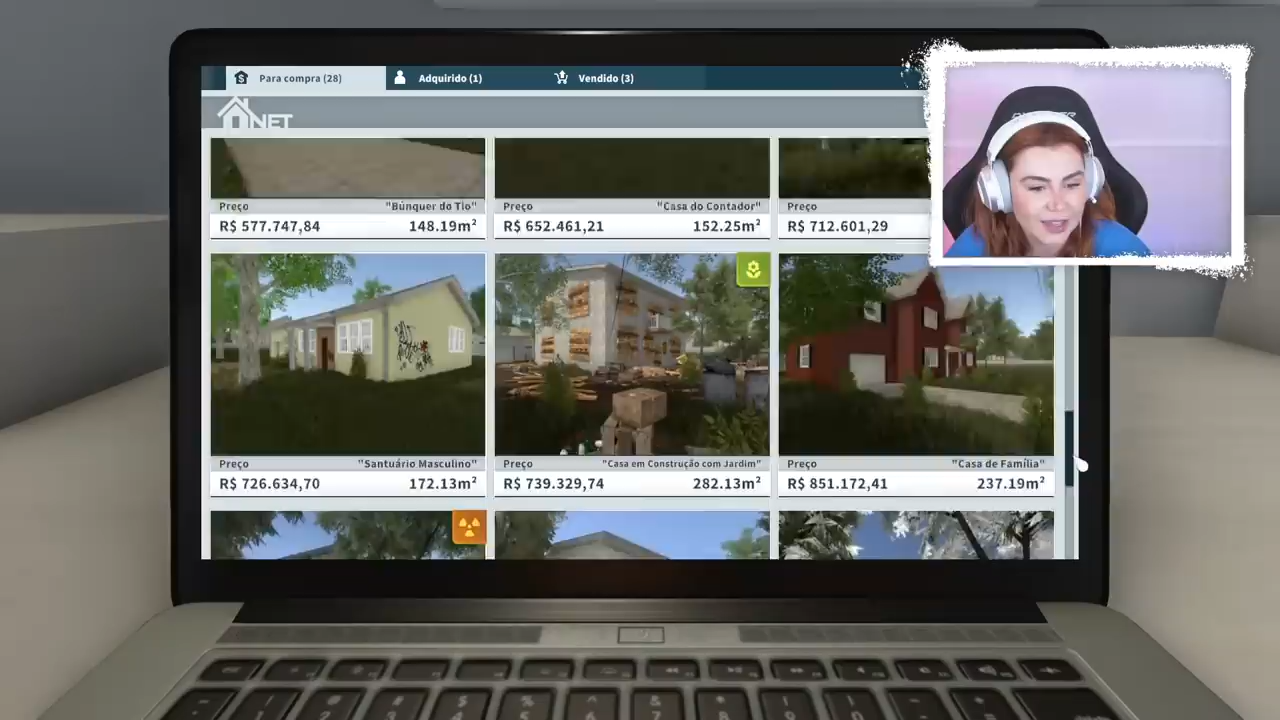 Para compra (28)
Adquirido (1)
Vendido (3)
NET
Preço "Búnquer do Tio"
R$ 577.747,84 148.19m²
Preço "Casa do Contador"
R$ 652.461,21 152.25m²
Preço
R$ 712.601,29
Preço "Santuário Masculino"
R$ 726.634,70 172.13m²
Preço "Casa em Construção com Jardim"
R$ 739.329,74 282.13m²
Preço "Casa de Família"
R$ 851.172,41 237.19m²